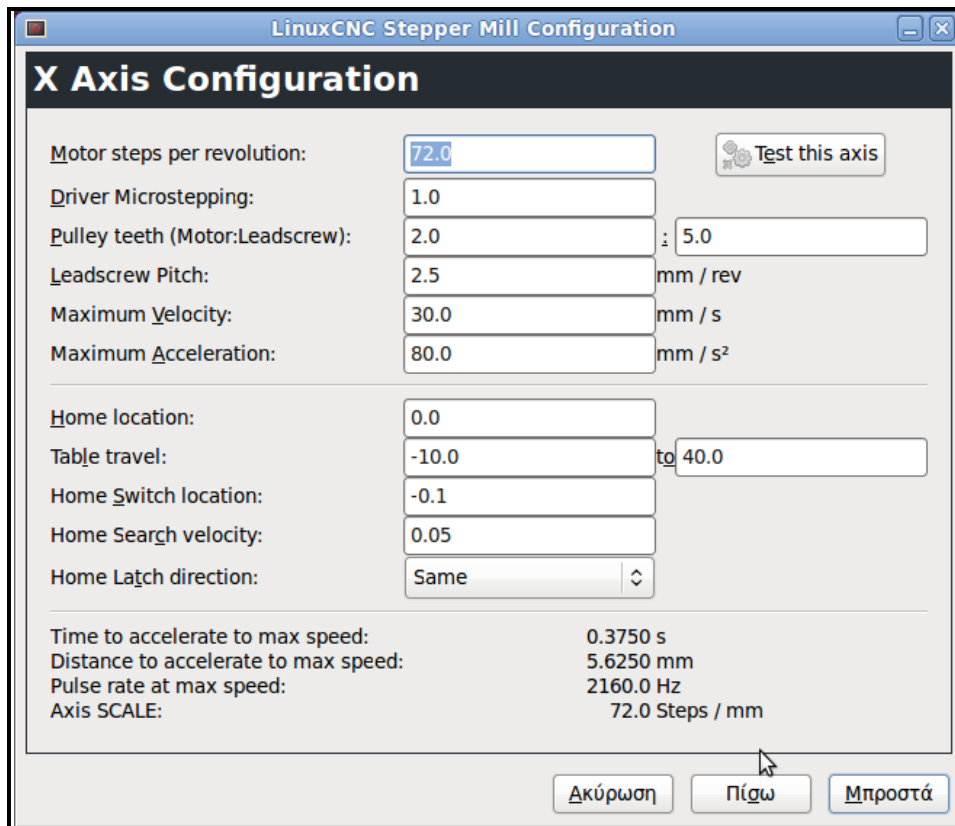 LinuxCNC Stepper Mill Configuration
X Axis Configuration
Motor steps per revolution: 72.0 Test this axis
Driver Microstepping: 1.0
Pulley teeth (Motor:Leadscrew): 2.0 : 5.0
Leadscrew Pitch: 2.5 mm / rev
Maximum Velocity: 30.0 mm / s
Maximum Acceleration: 80.0 mm / s²
Home location: 0.0
Table travel: -10.0 to 40.0
Home Switch location: -0.1
Home Search velocity: 0.05
Home Latch direction: Same
Time to accelerate to max speed: 0.3750 s
Distance to accelerate to max speed: 5.6250 mm
Pulse rate at max speed: 2160.0 Hz
Axis SCALE: 72.0 Steps / mm
Ακύρωση Πίσω Μπροστά